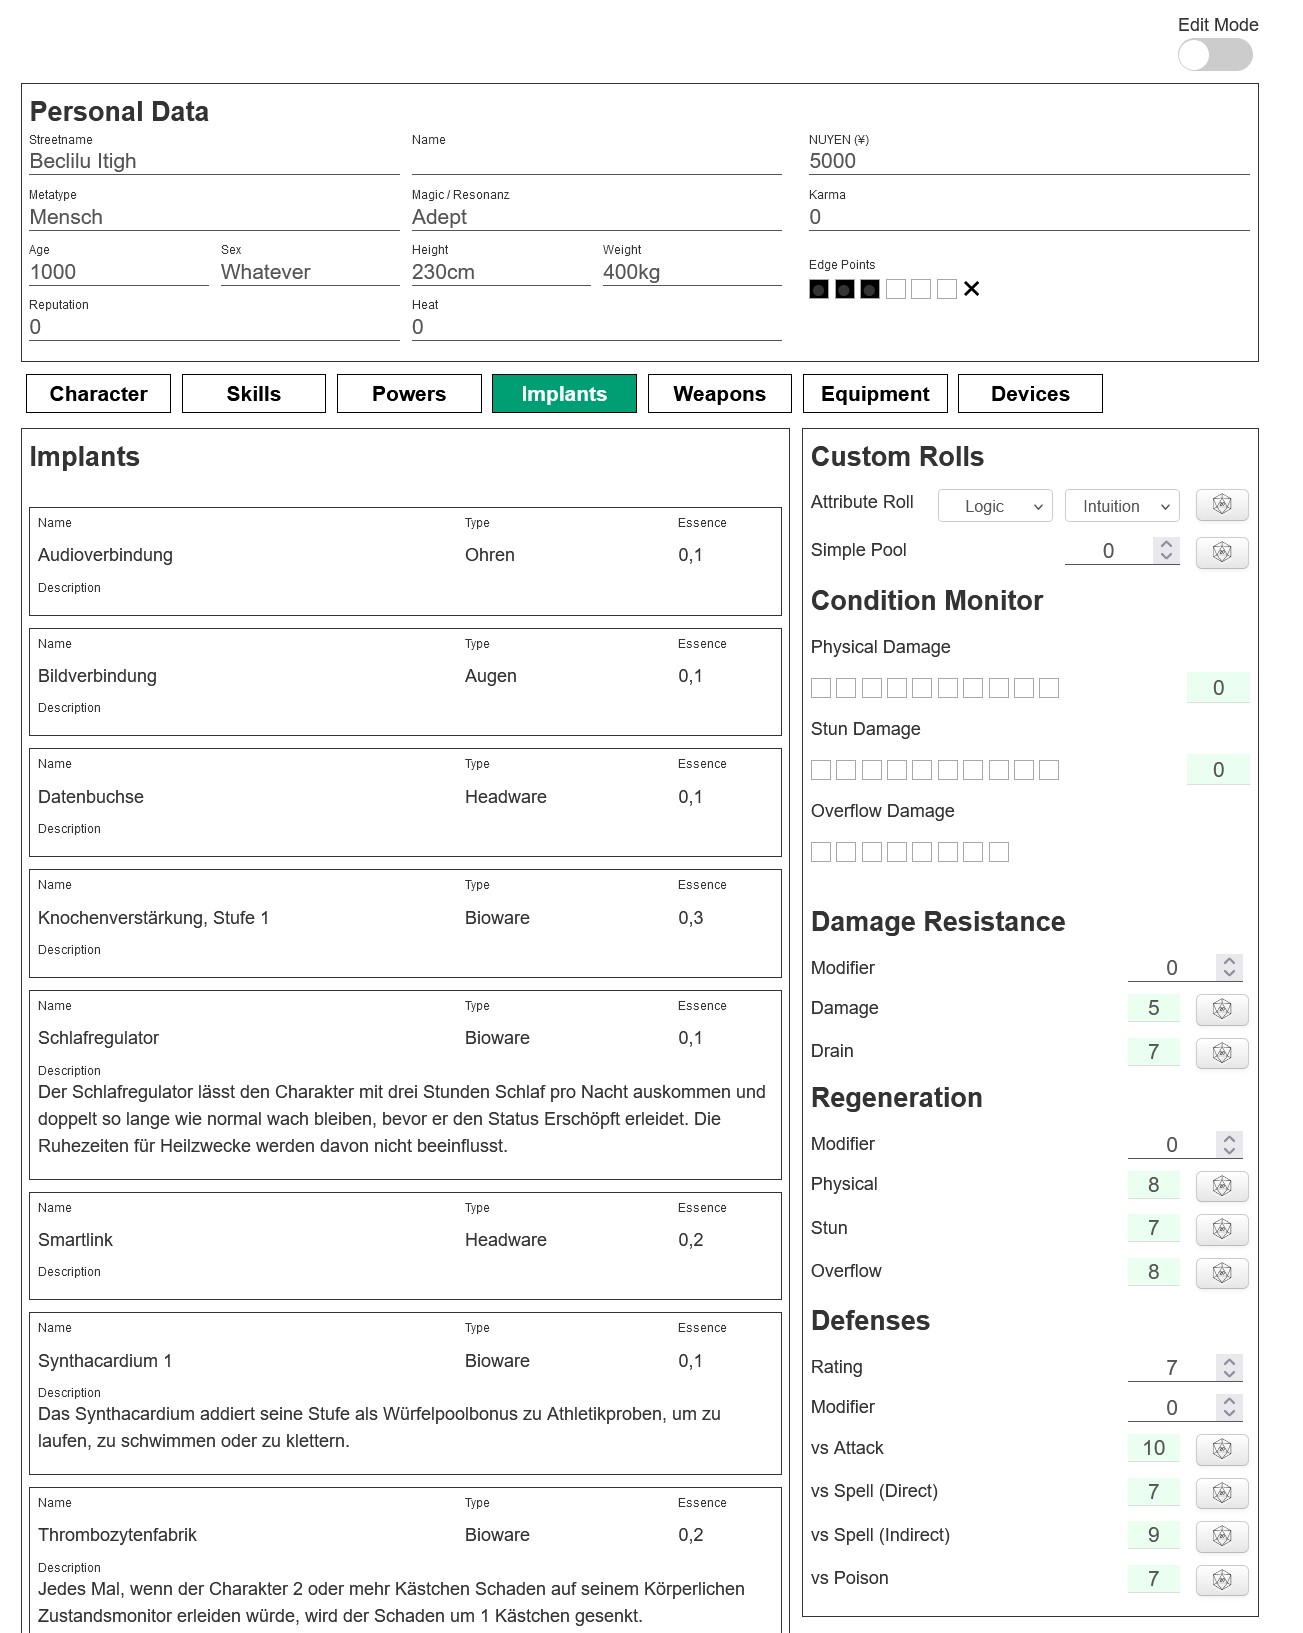 Edit Mode
Personal Data
Streetname Name NUYEN (¥)
Beclilu Itigh 5000
Metatype Magic / Resonanz Karma
Mensch Adept 0
Age Sex Height Weight
1000 Whatever 230cm 400kg
Edge Points
Reputation Heat
0 0
Character Skills Powers Implants Weapons Equipment Devices
Implants
Name Type Essence
Audioverbindung Ohren 0,1
Description
Name Type Essence
Bildverbindung Augen 0,1
Description
Name Type Essence
Datenbuchse Headware 0,1
Description
Name Type Essence
Knochenverstärkung, Stufe 1 Bioware 0,3
Description
Name Type Essence
Schlafregulator Bioware 0,1
Description
Der Schlafregulator lässt den Charakter mit drei Stunden Schlaf pro Nacht auskommen und
doppelt so lange wie normal wach bleiben, bevor er den Status Erschöpft erleidet. Die
Ruhezeiten für Heilzwecke werden davon nicht beeinflusst.
Name Type Essence
Smartlink Headware 0,2
Description
Name Type Essence
Synthacardium 1 Bioware 0,1
Description
Das Synthacardium addiert seine Stufe als Würfelpoolbonus zu Athletikproben, um zu
laufen, zu schwimmen oder zu klettern.
Name Type Essence
Thrombozytenfabrik Bioware 0,2
Description
Jedes Mal, wenn der Charakter 2 oder mehr Kästchen Schaden auf seinem Körperlichen
Zustandsmonitor erleiden würde, wird der Schaden um 1 Kästchen gesenkt.
Custom Rolls
Attribute Roll Logic Intuition
Simple Pool 0
Condition Monitor
Physical Damage
0
Stun Damage
0
Overflow Damage
Damage Resistance
Modifier 0
Damage 5
Drain 7
Regeneration
Modifier 0
Physical 8
Stun 7
Overflow 8
Defenses
Rating 7
Modifier 0
vs Attack 10
vs Spell (Direct) 7
vs Spell (Indirect) 9
vs Poison 7